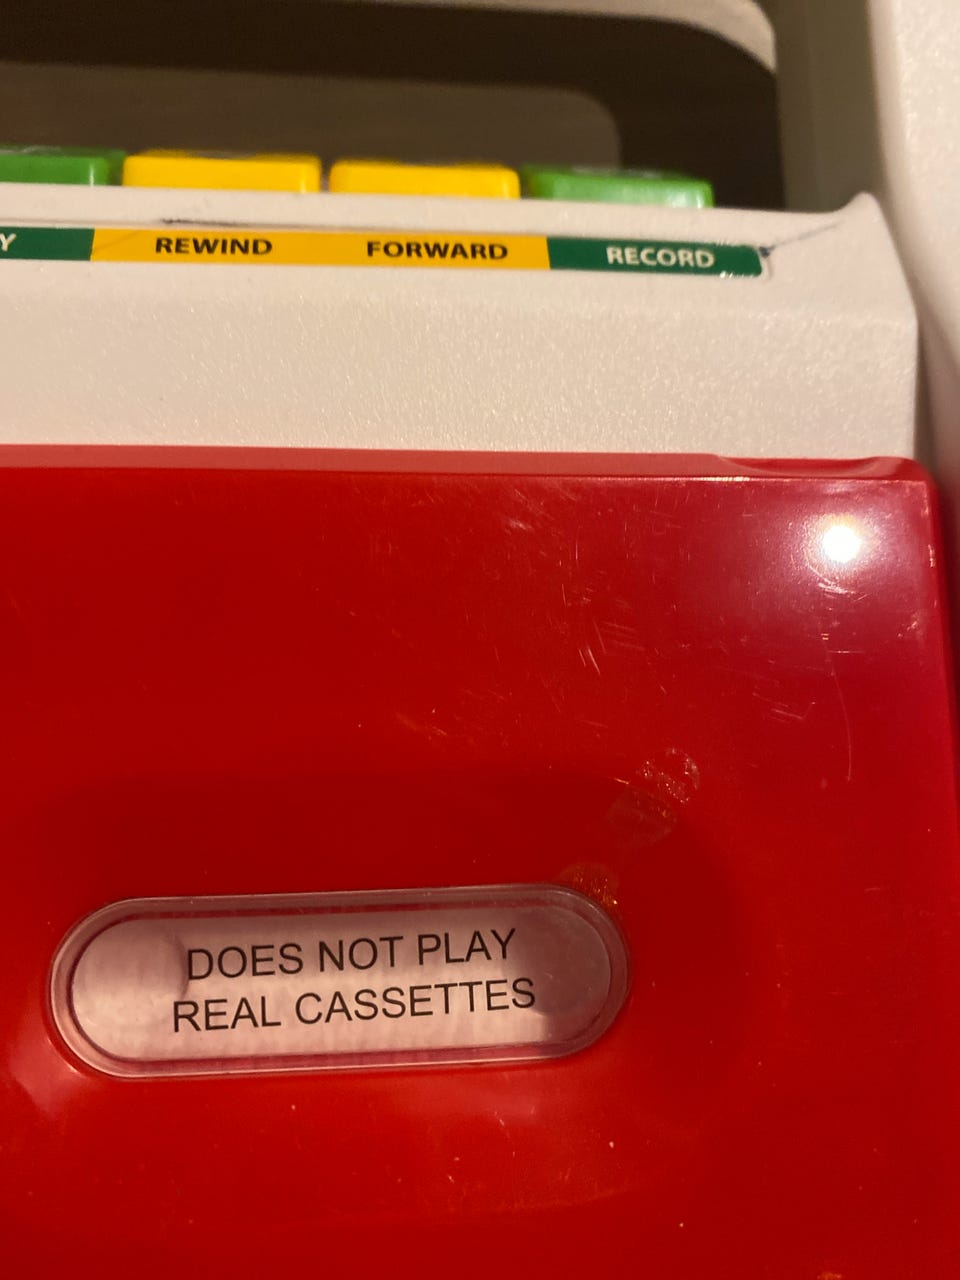 REWIND FORWARD RECORD
DOES NOT PLAY
REAL CASSETTES